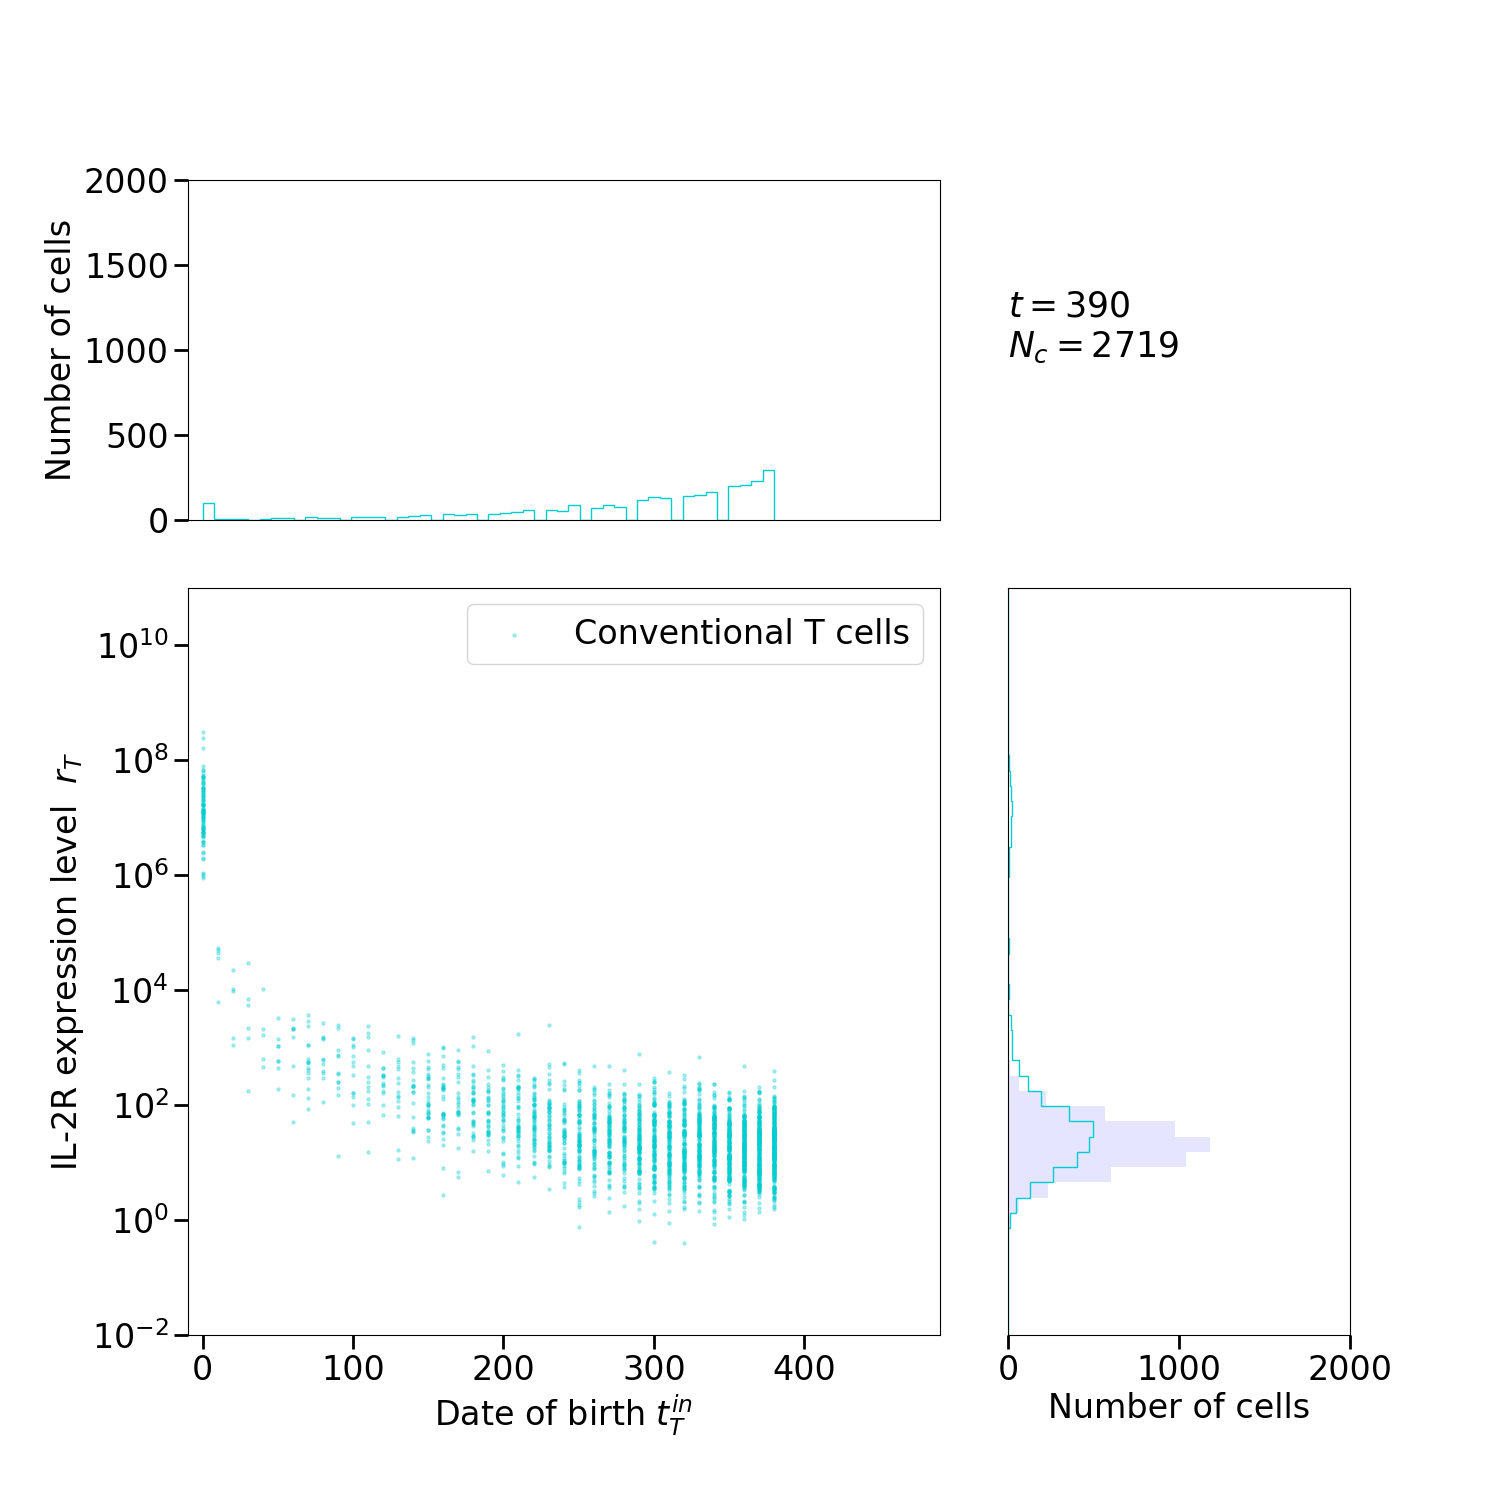 2000
1500
1000
500
0
Number of cells
t = 390
N_c = 2719
Conventional T cells
10^10
10^8
10^6
10^4
10^2
10^0
10^−2
IL-2R expression level r_T
0 100 200 300 400
Date of birth t_T^in
0 1000 2000
Number of cells